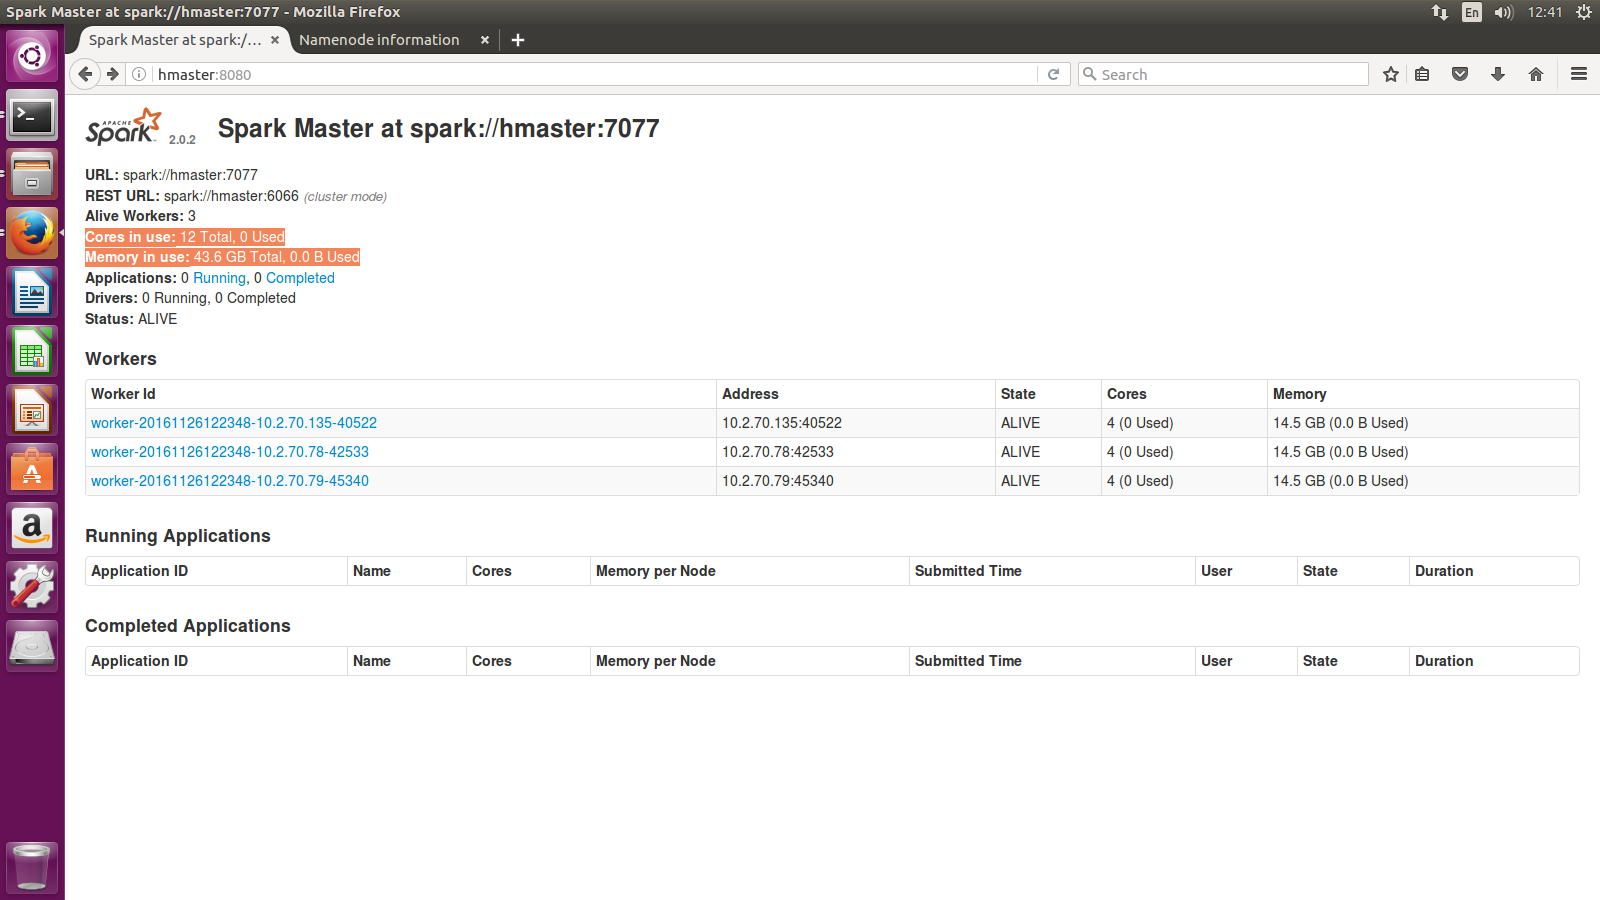 Spark Master at spark://hmaster:7077 - Mozilla Firefox
En
12:41
Spark Master at spark:/...
Namenode information
hmaster:8080
Search
APACHE
Spark 2.0.2
Spark Master at spark://hmaster:7077
URL: spark://hmaster:7077
REST URL: spark://hmaster:6066 (cluster mode)
Alive Workers: 3
Cores in use: 12 Total, 0 Used
Memory in use: 43.6 GB Total, 0.0 B Used
Applications: 0 Running, 0 Completed
Drivers: 0 Running, 0 Completed
Status: ALIVE
Workers
Worker Id Address State Cores Memory
worker-20161126122348-10.2.70.135-40522 10.2.70.135:40522 ALIVE 4 (0 Used) 14.5 GB (0.0 B Used)
worker-20161126122348-10.2.70.78-42533 10.2.70.78:42533 ALIVE 4 (0 Used) 14.5 GB (0.0 B Used)
worker-20161126122348-10.2.70.79-45340 10.2.70.79:45340 ALIVE 4 (0 Used) 14.5 GB (0.0 B Used)
Running Applications
Application ID Name Cores Memory per Node Submitted Time User State Duration
Completed Applications
Application ID Name Cores Memory per Node Submitted Time User State Duration